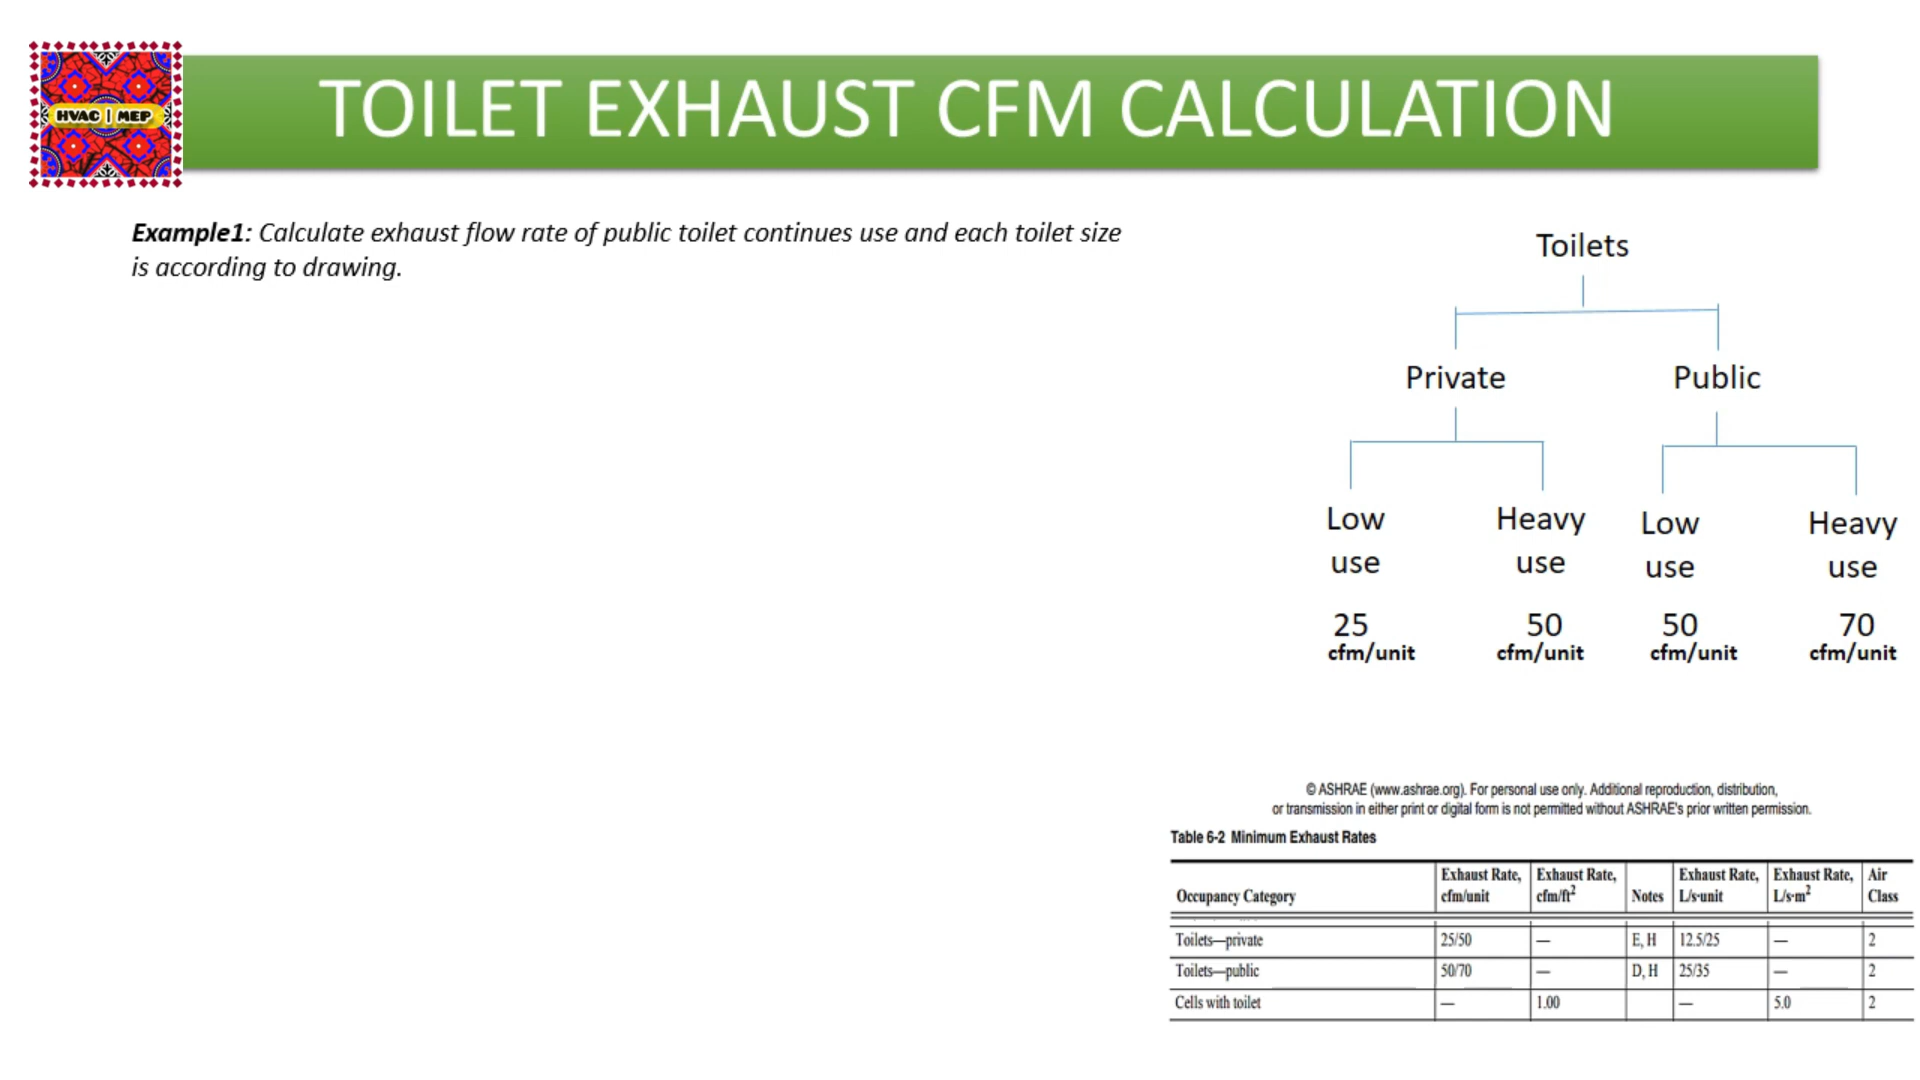 HVAC | MEP
TOILET EXHAUST CFM CALCULATION
Example1: Calculate exhaust flow rate of public toilet continues use and each toilet size
is according to drawing.
Toilets
Private Public
Low Heavy Low Heavy
use use use use
25 50 50 70
cfm/unit cfm/unit cfm/unit cfm/unit
© ASHRAE (www.ashrae.org). For personal use only. Additional reproduction, distribution,
or transmission in either print or digital form is not permitted without ASHRAE's prior written permission.
Table 6-2 Minimum Exhaust Rates
Exhaust Rate, Exhaust Rate, Exhaust Rate, Exhaust Rate, Air
Occupancy Category cfm/unit cfm/ft² Notes L/s·unit L/s·m² Class
Toilets—private 25/50 — E, H 12.5/25 — 2
Toilets—public 50/70 — D, H 25/35 — 2
Cells with toilet — 1.00 — 5.0 2